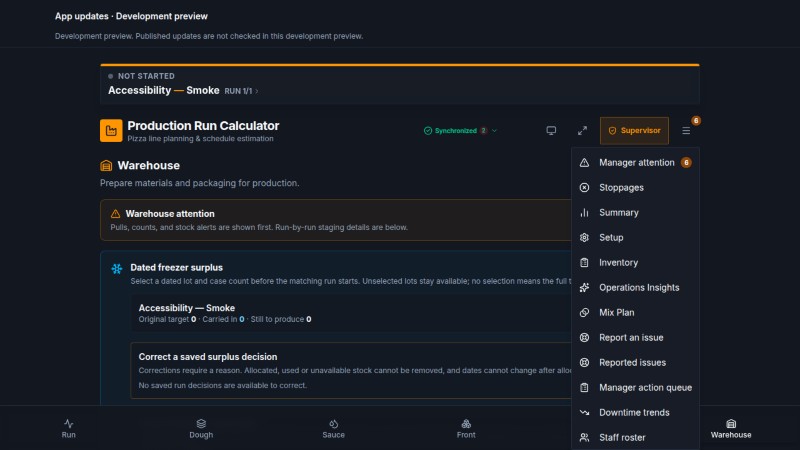 App updates · Development preview
Development preview. Published updates are not checked in this development preview.
NOT STARTED
Accessibility — Smoke RUN 1/1 ›
Production Run Calculator
Pizza line planning & schedule estimation
Synchronized 2
Supervisor
6
Warehouse
Prepare materials and packaging for production.
Warehouse attention
Pulls, counts, and stock alerts are shown first. Run-by-run staging details are below.
Dated freezer surplus
Select a dated lot and case count before the matching run starts. Unselected lots stay available; no selection means the full t
Accessibility — Smoke
Original target 0 · Carried in 0 · Still to produce 0
Correct a saved surplus decision
Corrections require a reason. Allocated, used or unavailable stock cannot be removed, and dates cannot change after allo
No saved run decisions are available to correct.
Manager attention 6
Stoppages
Summary
Setup
Inventory
Operations Insights
Mix Plan
Report an issue
Reported issues
Manager action queue
Downtime trends
Staff roster
Run
Dough
Sauce
Front
Warehouse